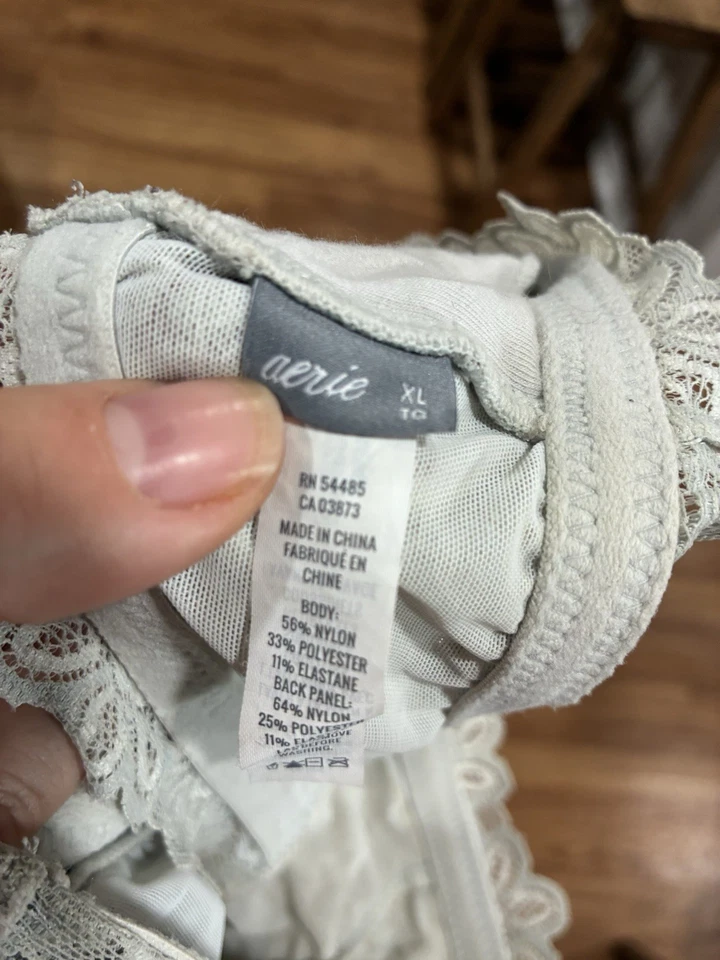 aerie
XL
TG
RN 54485
CA 03873
MADE IN CHINA
FABRIQUÉ EN
CHINE
BODY:
56% NYLON
33% POLYESTER
11% ELASTANE
BACK PANEL:
64% NYLON
25% POLYESTER
WASHING.